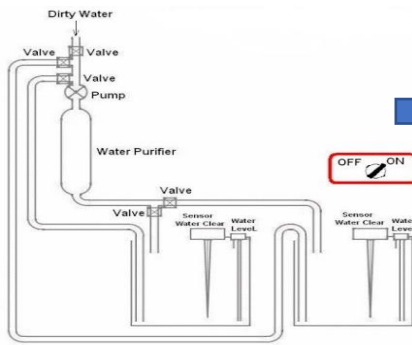 Dirty Water
Valve
Valve
Pump
Water Purifier
OFF ON
Valve
Valve
Sensor
Water Clear
Water
LeveL
Sensor
Water Clear